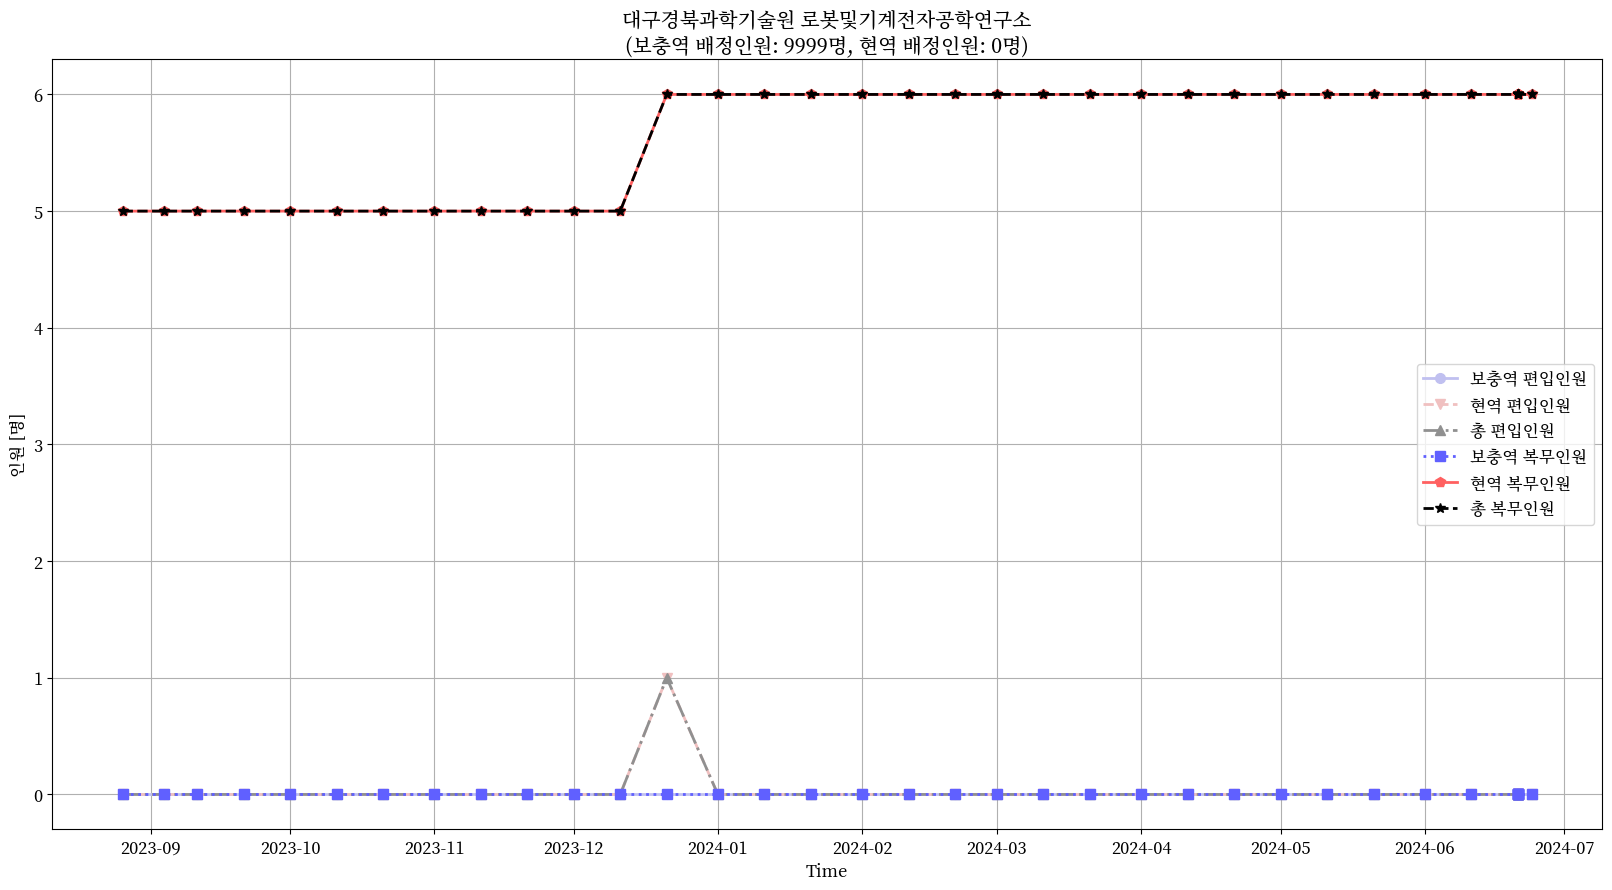 대구경북과학기술원 로봇및기계전자공학연구소
(보충역 배정인원: 9999명, 현역 배정인원: 0명)
6
5
4
3
2
1
0
인원 [명]
보충역 편입인원
현역 편입인원
총 편입인원
보충역 복무인원
현역 복무인원
총 복무인원
2023-09 2023-10 2023-11 2023-12 2024-01 2024-02 2024-03 2024-04 2024-05 2024-06 2024-07
Time